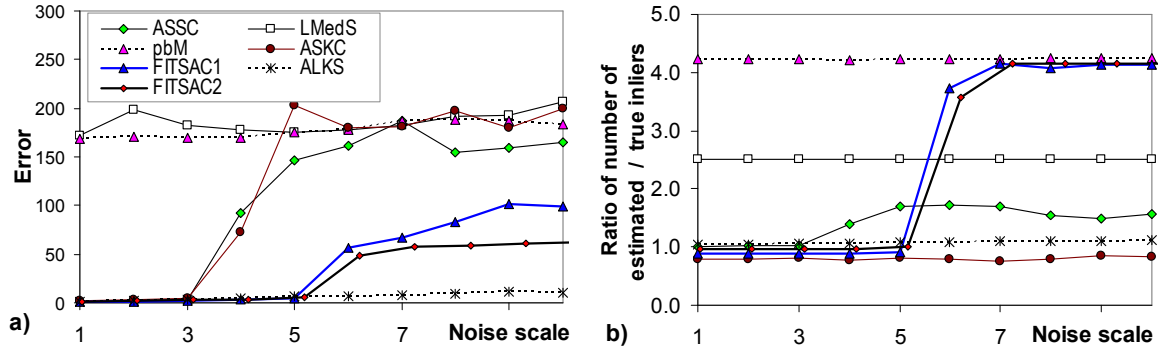 300
250
200
150
100
50
0
Error
ASSC
LMedS
pbM
ASKC
FITSAC1
ALKS
FITSAC2
1
3
5
7
Noise scale
a)
5.0
4.0
3.0
2.0
1.0
0.0
Ratio of number of
estimated / true inliers
1
3
5
7
Noise scale
b)